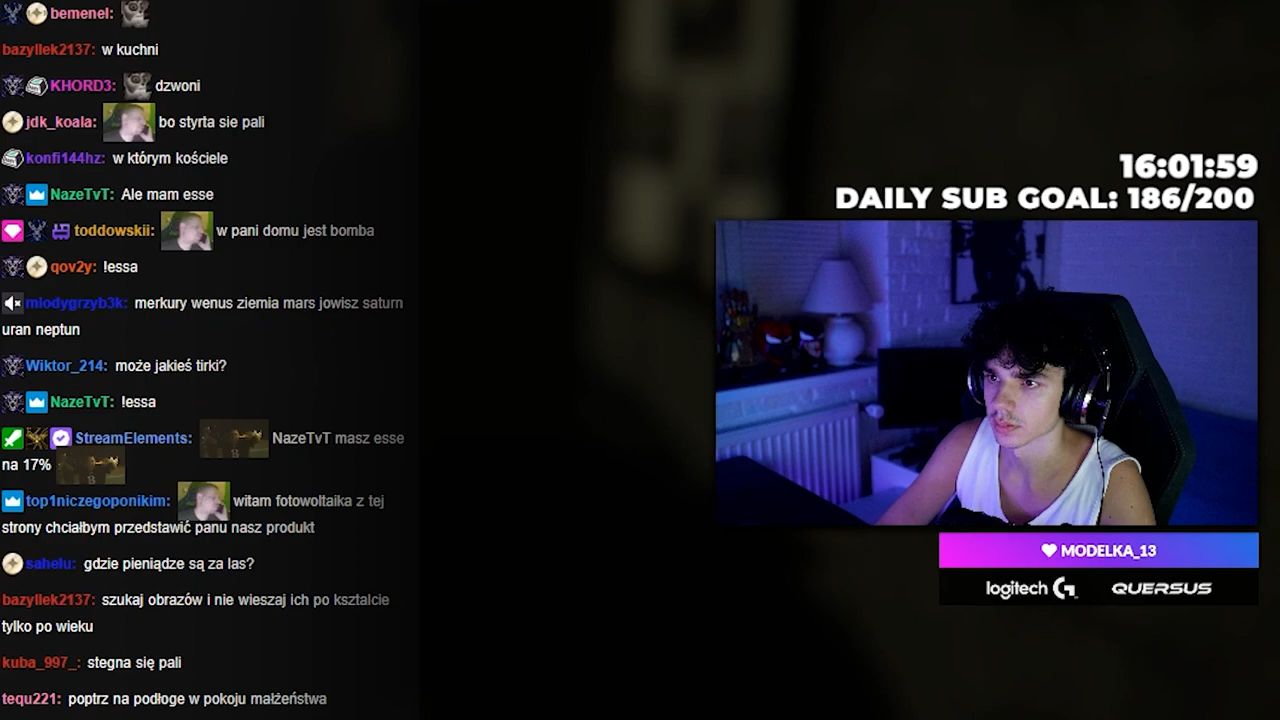 bemenel:
bazyllek2137: w kuchni
KHORD3: dzwoni
jdk_koala: bo styrta sie pali
konfi144hz: w którym kościele
NazeTvT: Ale mam esse
toddowskii: w pani domu jest bomba
qov2y: !essa
mlodygrzyb3k: merkury wenus ziemia mars jowisz saturn
uran neptun
Wiktor_214: może jakieś tirki?
NazeTvT: !essa
StreamElements: NazeTvT masz esse
na 17%
top1niczegoponikim: witam fotowoltaika z tej
strony chciałbym przedstawić panu nasz produkt
sahelu: gdzie pieniądze są za las?
bazyllek2137: szukaj obrazów i nie wieszaj ich po ksztalcie
tylko po wieku
kuba_997_: stegna się pali
tequ221: poptrz na podłoge w pokoju małżeństwa
16:01:59
DAILY SUB GOAL: 186/200
MODELKA_13
logitech G QUERSUS